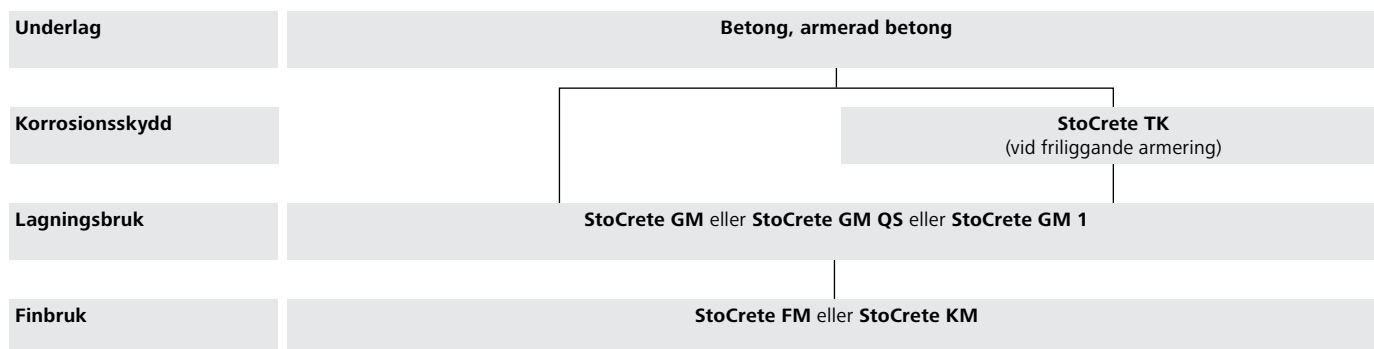 Underlag
Betong, armerad betong
Korrosionsskydd
StoCrete TK
(vid friliggande armering)
Lagningsbruk
StoCrete GM eller StoCrete GM QS eller StoCrete GM 1
Finbruk
StoCrete FM eller StoCrete KM